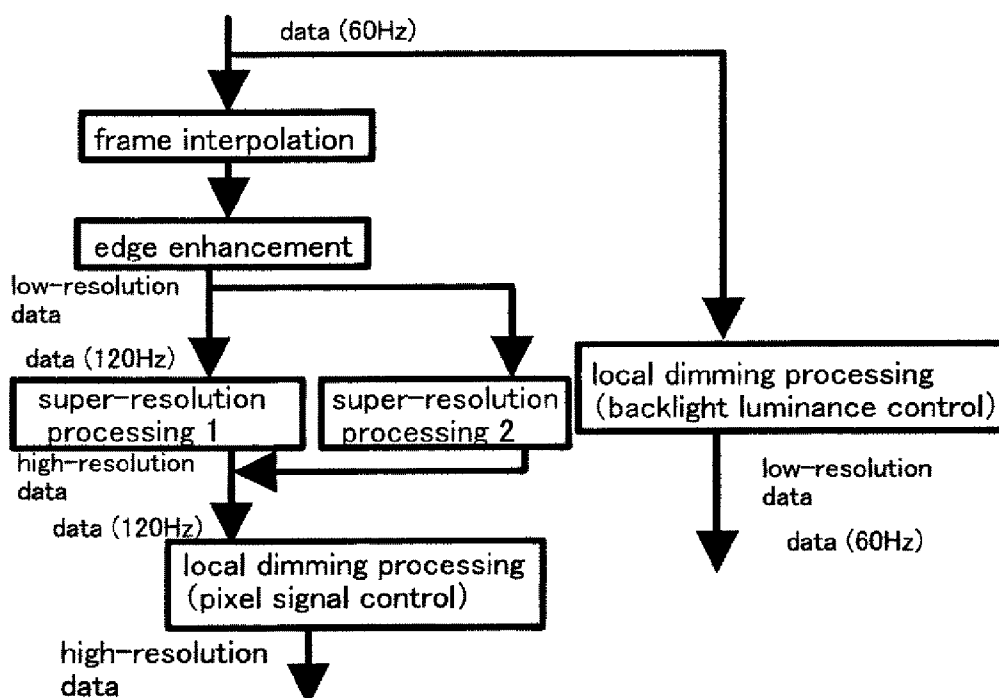 data (60Hz)
frame interpolation
edge enhancement
low-resolution
data
data (120Hz)
super-resolution
processing 1
super-resolution
processing 2
local dimming processing
(backlight luminance control)
high-resolution
data
data (120Hz)
low-resolution
data
data (60Hz)
local dimming processing
(pixel signal control)
high-resolution
data